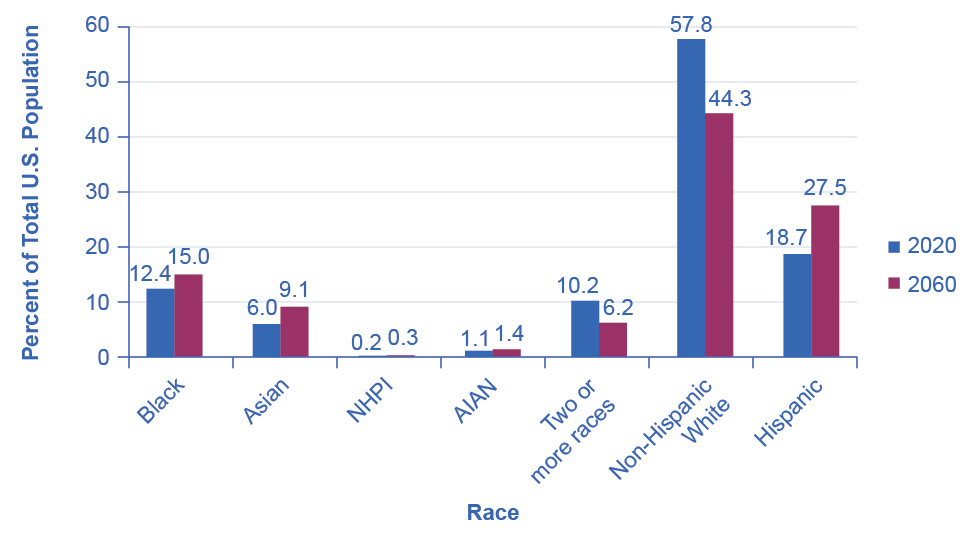 Percent of Total U.S. Population
60
50
40
30
20
10
0
12.4
15.0
6.0
9.1
0.2
0.3
1.1
1.4
10.2
6.2
57.8
44.3
18.7
27.5
Black
Asian
NHPI
AIAN
Two or
more races
Non-Hispanic
White
Hispanic
Race
2020
2060